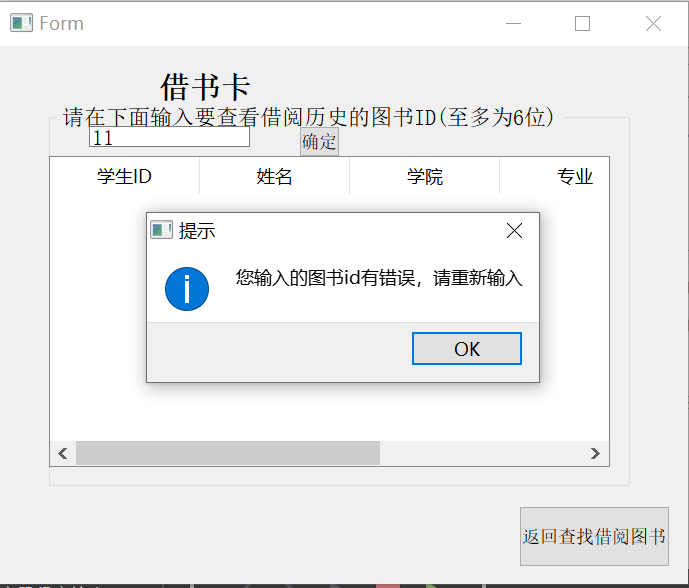 Form
借书卡
请在下面输入要查看借阅历史的图书ID(至多为6位)
11
确定
学生ID 姓名 学院 专业
提示
您输入的图书id有错误，请重新输入
OK
返回查找借阅图书